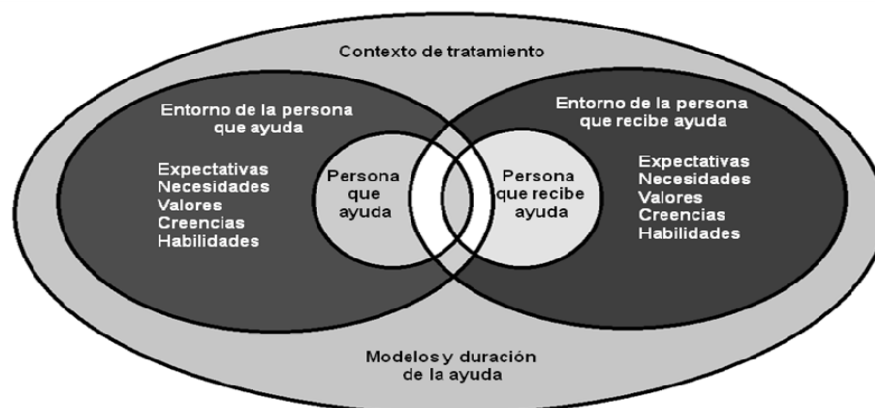 Contexto de tratamiento
Entorno de la persona
que ayuda
Expectativas
Necesidades
Valores
Creencias
Habilidades
Persona
que
ayuda
Persona
que recibe
ayuda
Entorno de la persona
que recibe ayuda
Expectativas
Necesidades
Valores
Creencias
Habilidades
Modelos y duración
de la ayuda